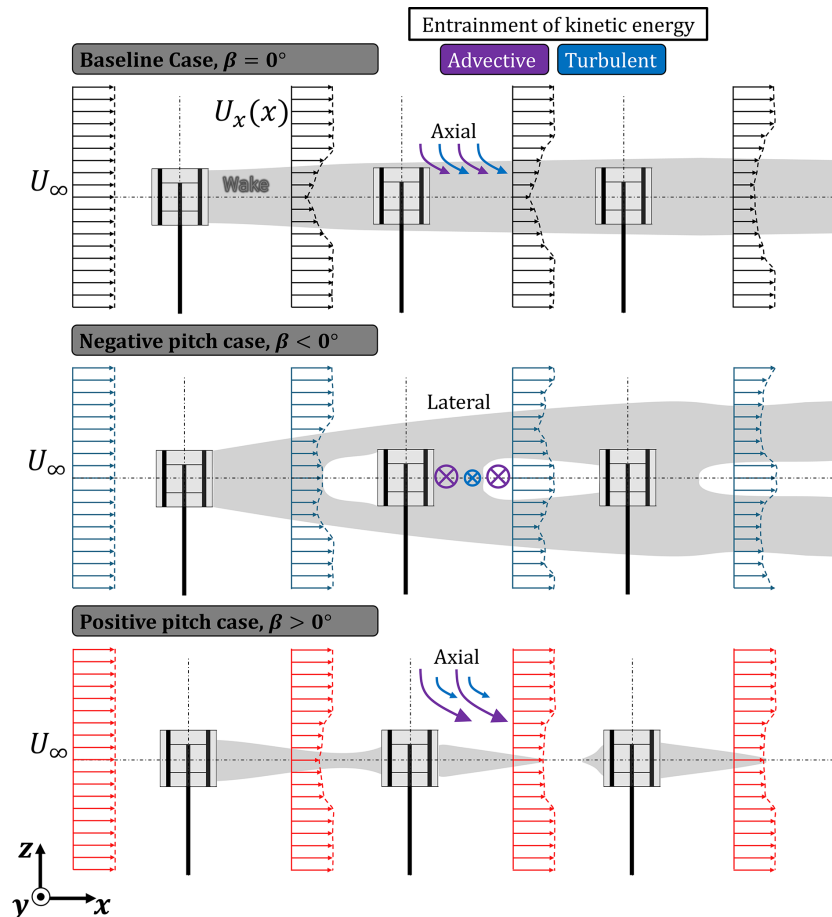 Entrainment of kinetic energy
Baseline Case, β = 0°
Advective
Turbulent
Uₓ(x)
Axial
U∞
Wake
Negative pitch case, β < 0°
Lateral
U∞
Positive pitch case, β > 0°
Axial
U∞
z
y
x